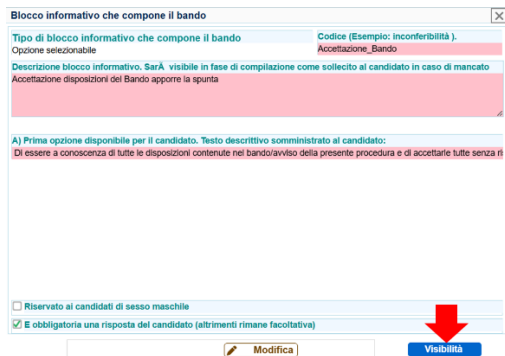 Blocco informativo che compone il bando
Tipo di blocco informativo che compone il bando
Codice (Esempio: inconferibilità ).
Opzione selezionabile
Accettazione_Bando
Descrizione blocco informativo. SarÃ visibile in fase di compilazione come sollecito al candidato in caso di mancato
Accettazione disposizioni del Bando apporre la spunta
A) Prima opzione disponibile per il candidato. Testo descrittivo somministrato al candidato:
Di essere a conoscenza di tutte le disposizioni contenute nel bando/avviso della presente procedura e di accettarle tutte senza ri
Riservato ai candidati di sesso maschile
E obbligatoria una risposta del candidato (altrimenti rimane facoltativa)
Modifica
Visibilità